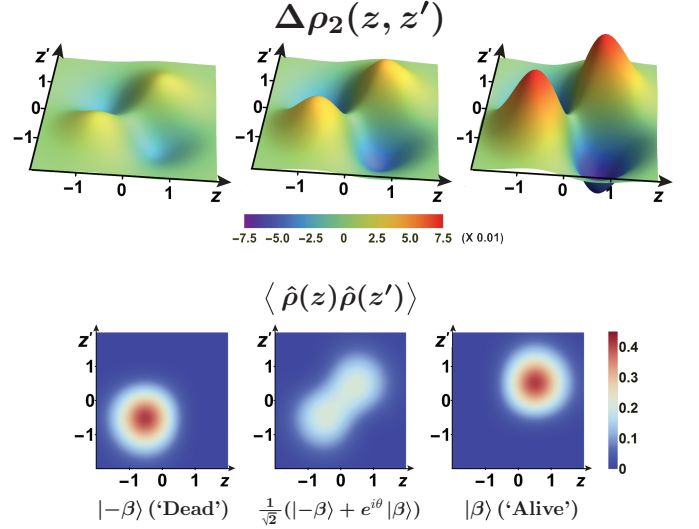 Δρ₂(z, z′)
z' z' z'
1 1 1
0 0 0
−1 −1 −1
−1 0 1 z −1 0 1 z −1 0 1 z
−7.5 −5.0 −2.5 0 2.5 5.0 7.5 (X 0.01)
⟨ ρ̂(z)ρ̂(z′) ⟩
z' z' z'
1 1 1 0.4
0 0 0 0.3
0.2
−1 −1 −1 0.1
0
−1 0 1 z −1 0 1 z −1 0 1 z
|−β⟩ (‘Dead’) 1/√2 (|−β⟩ + e^{iθ} |β⟩) |β⟩ (‘Alive’)